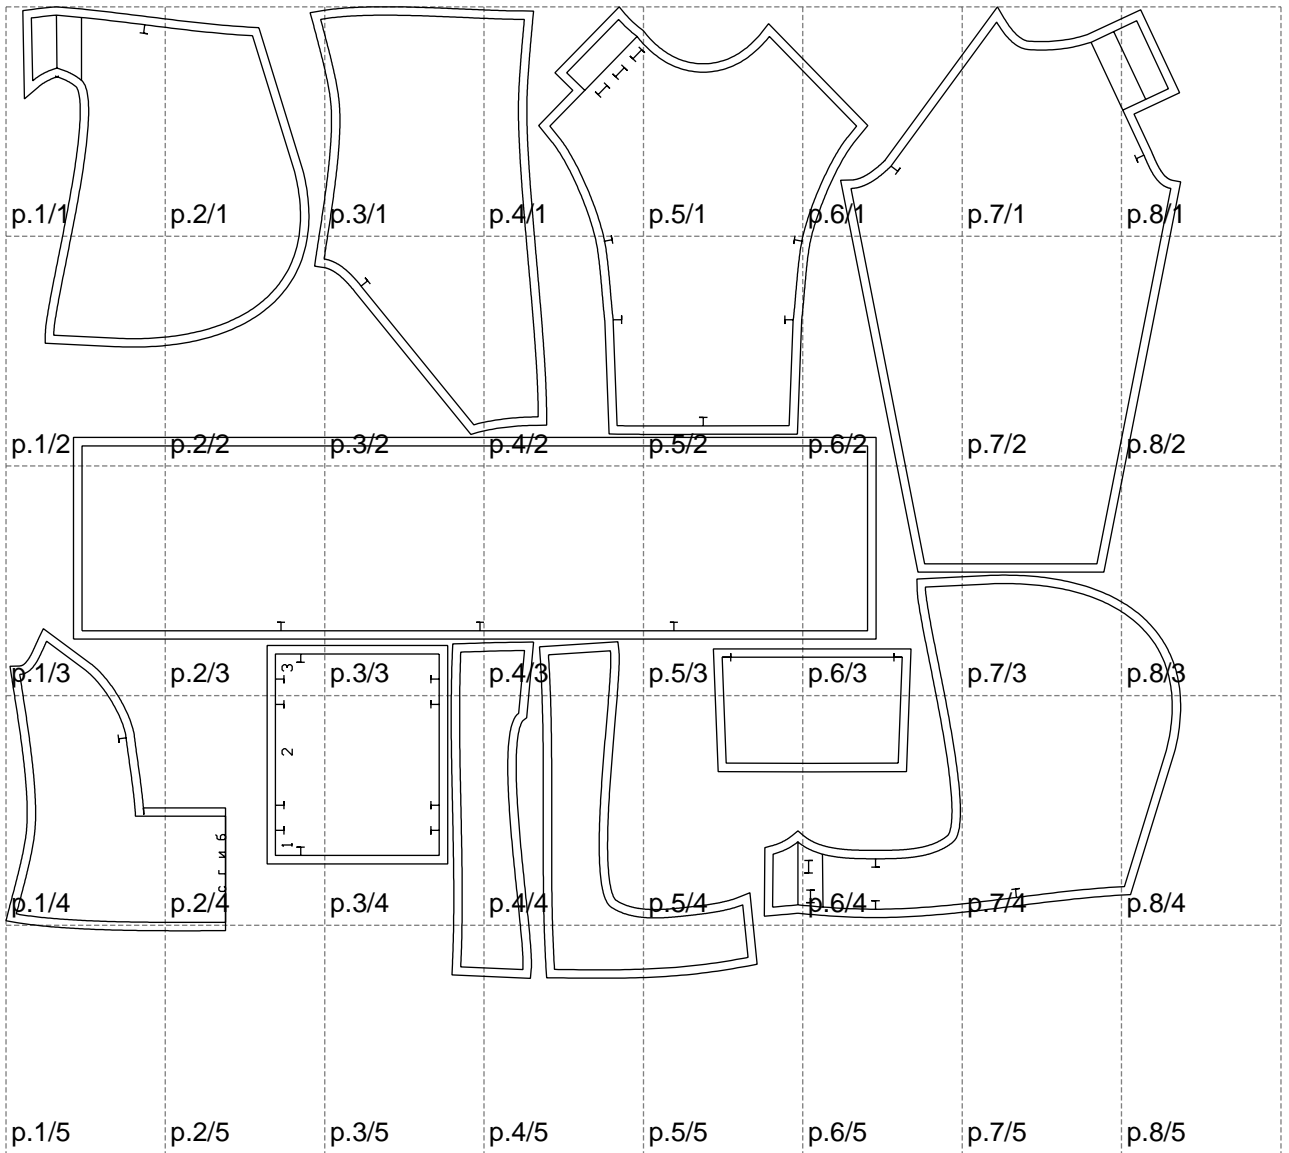 p.1/1 p.2/1 p.3/1 p.4/1 p.5/1 p.6/1 p.7/1 p.8/1
p.1/2 p.2/2 p.3/2 p.4/2 p.5/2 p.6/2 p.7/2 p.8/2
p.1/3 p.2/3 p.3/3 p.4/3 p.5/3 p.6/3 p.7/3 p.8/3
1 2 3
сгиб
p.1/4 p.2/4 p.3/4 p.4/4 p.5/4 p.6/4 p.7/4 p.8/4
p.1/5 p.2/5 p.3/5 p.4/5 p.5/5 p.6/5 p.7/5 p.8/5